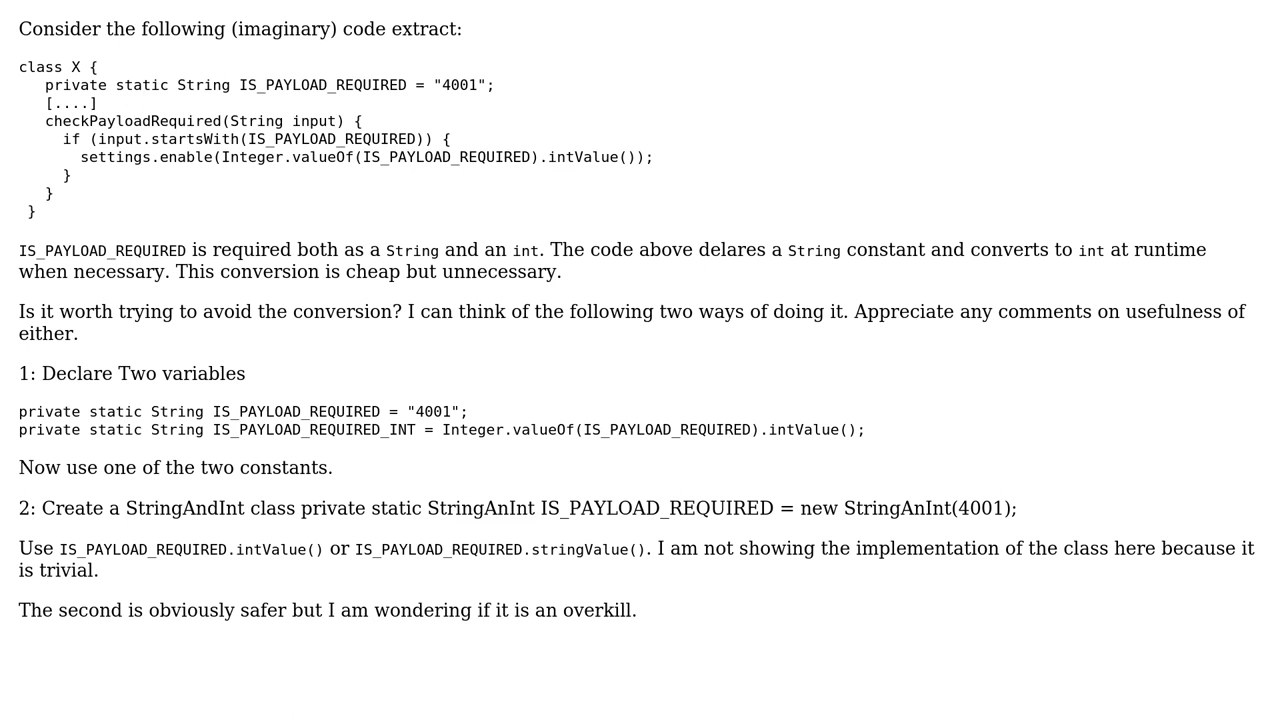 Consider the following (imaginary) code extract:
class X {
   private static String IS_PAYLOAD_REQUIRED = "4001";
   [....]
   checkPayloadRequired(String input) {
     if (input.startsWith(IS_PAYLOAD_REQUIRED)) {
       settings.enable(Integer.valueOf(IS_PAYLOAD_REQUIRED).intValue());
     }
   }
 }
IS_PAYLOAD_REQUIRED is required both as a String and an int. The code above delares a String constant and converts to int at runtime
when necessary. This conversion is cheap but unnecessary.
Is it worth trying to avoid the conversion? I can think of the following two ways of doing it. Appreciate any comments on usefulness of
either.
1: Declare Two variables
private static String IS_PAYLOAD_REQUIRED = "4001";
private static String IS_PAYLOAD_REQUIRED_INT = Integer.valueOf(IS_PAYLOAD_REQUIRED).intValue();
Now use one of the two constants.
2: Create a StringAndInt class private static StringAnInt IS_PAYLOAD_REQUIRED = new StringAnInt(4001);
Use IS_PAYLOAD_REQUIRED.intValue() or IS_PAYLOAD_REQUIRED.stringValue(). I am not showing the implementation of the class here because it
is trivial.
The second is obviously safer but I am wondering if it is an overkill.